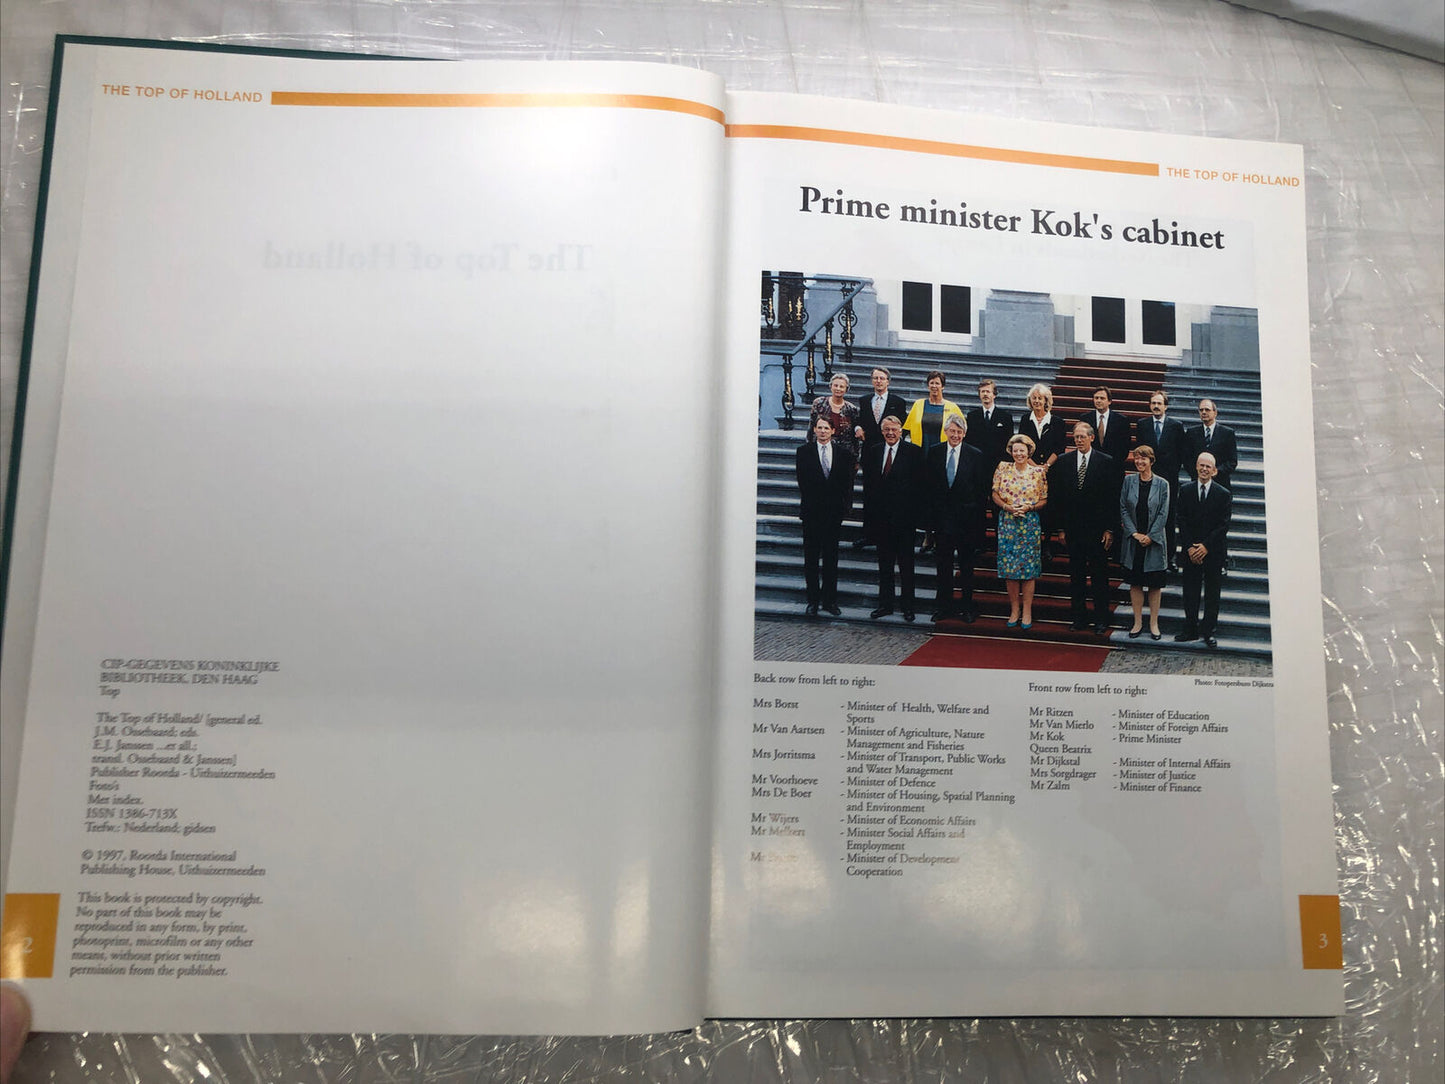 THE TOP OF HOLLAND
CIP-GEGEVENS KONINKLIJKE
BIBLIOTHEEK, DEN HAAG
Top
The Top of Holland/ [general ed.
J.M. Ossebaard; eds.
E.J. Janssen ...et all.;
transl. Ossebaard & Janssen]
Publisher Roorda - Uithuizermeeden
Foto's
Met index.
ISSN 1386-713X
Trefw.: Nederland; gidsen
© 1997, Roorda International
Publishing House, Uithuizermeeden
This book is protected by copyright.
No part of this book may be
reproduced in any form, by print,
photoprint, microfilm or any other
means, without prior written
permission from the publisher.
2
THE TOP OF HOLLAND
Prime minister Kok's cabinet
Photo: Fotopersburo Dijkstra
Back row from left to right:
Mrs Borst - Minister of Health, Welfare and
Sports
Mr Van Aartsen - Minister of Agriculture, Nature
Management and Fisheries
Mrs Jorritsma - Minister of Transport, Public Works
and Water Management
Mr Voorhoeve - Minister of Defence
Mrs De Boer - Minister of Housing, Spatial Planning
and Environment
Mr Wijers - Minister of Economic Affairs
Mr Melkert - Minister Social Affairs and
Employment
Mr - Minister of Development
Cooperation
Front row from left to right:
Mr Ritzen - Minister of Education
Mr Van Mierlo - Minister of Foreign Affairs
Mr Kok - Prime Minister
Queen Beatrix
Mr Dijkstal - Minister of Internal Affairs
Mrs Sorgdrager - Minister of Justice
Mr Zalm - Minister of Finance
3